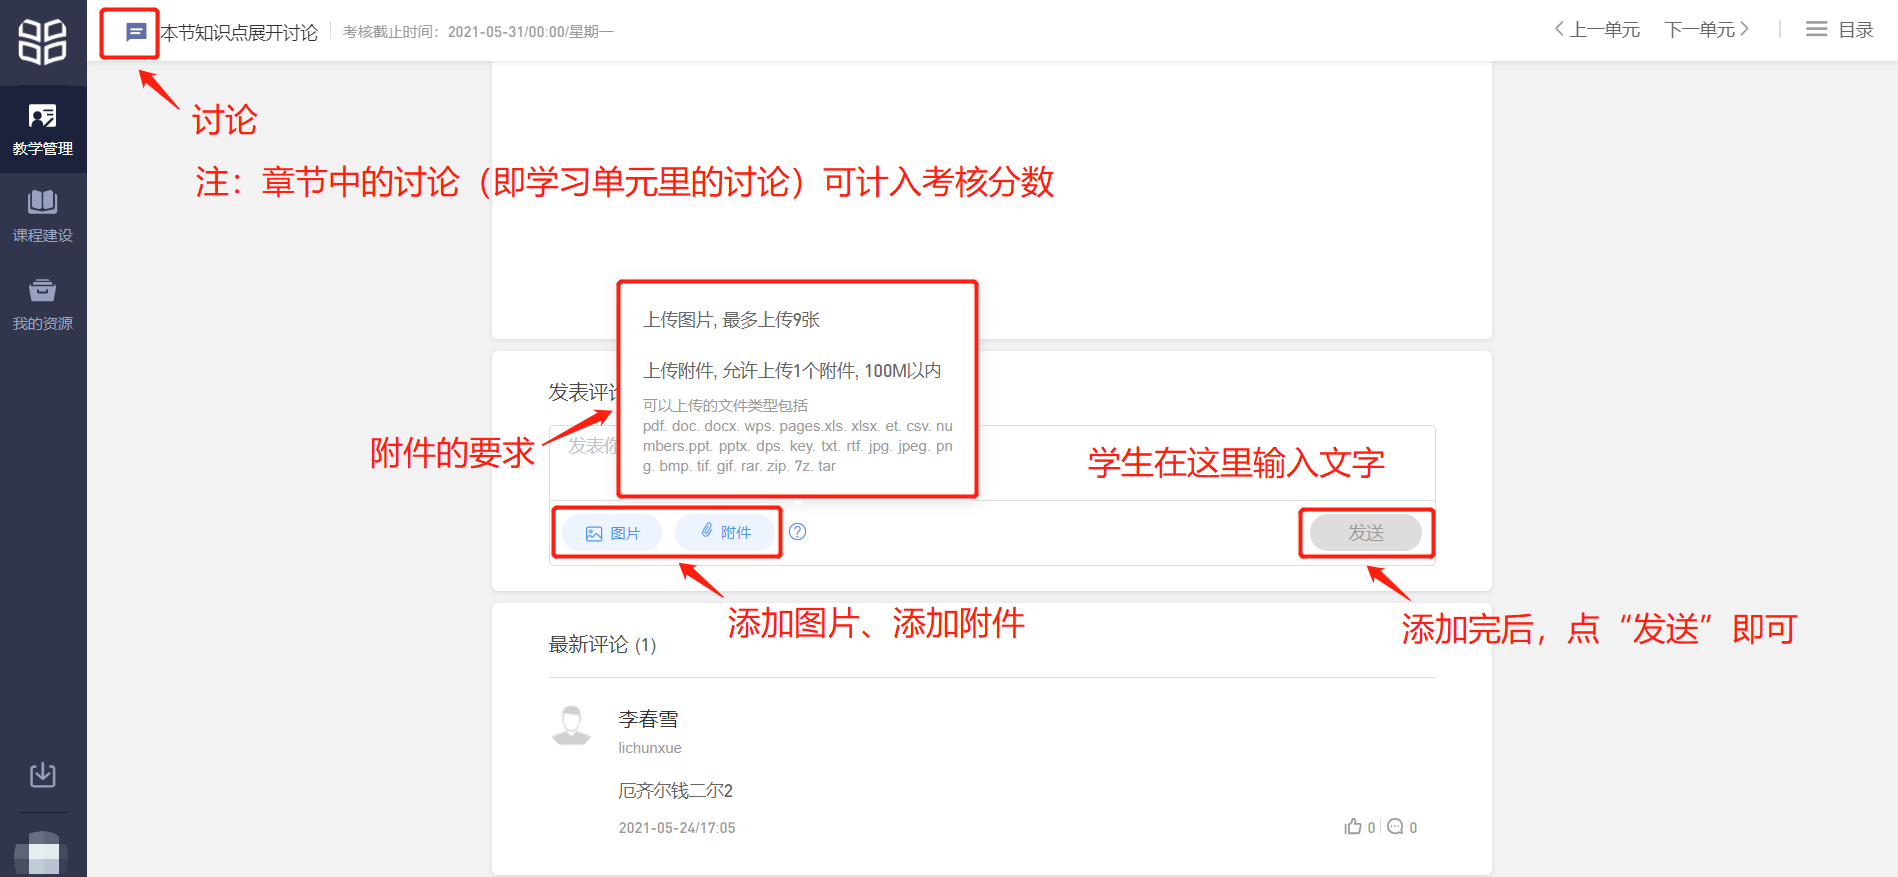 本节知识点展开讨论
考核截止时间：2021-05-31/00:00/星期一
上一单元
下一单元
目录
讨论
教学管理
注：章节中的讨论（即学习单元里的讨论）可计入考核分数
课程建设
我的资源
上传图片, 最多上传9张
上传附件, 允许上传1个附件, 100M以内
可以上传的文件类型包括
pdf. doc. docx. wps. pages.xls. xlsx. et. csv. nu
mbers.ppt. pptx. dps. key. txt. rtf. jpg. jpeg. pn
g. bmp. tif. gif. rar. zip. 7z. tar
发表评论
发表你
附件的要求
学生在这里输入文字
图片
附件
发送
添加图片、添加附件
添加完后，点“发送”即可
最新评论 (1)
李春雪
lichunxue
厄齐尔钱二尔2
2021-05-24/17:05
0
0